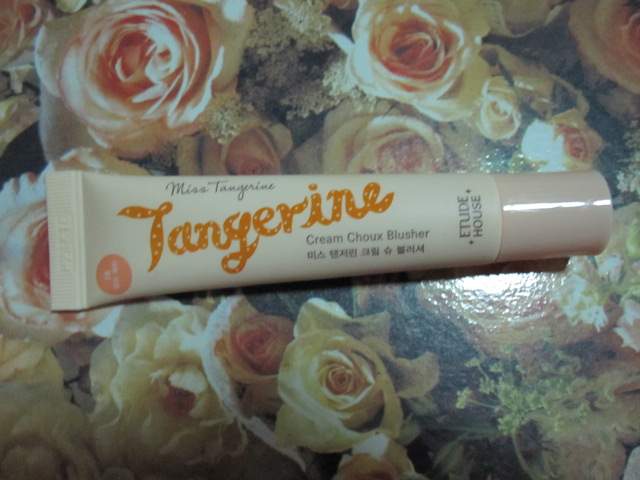 Miss Tangerine
Tangerine
Cream Choux Blusher
미스 탠저린 크림 슈 블러셔
ETUDE
HOUSE